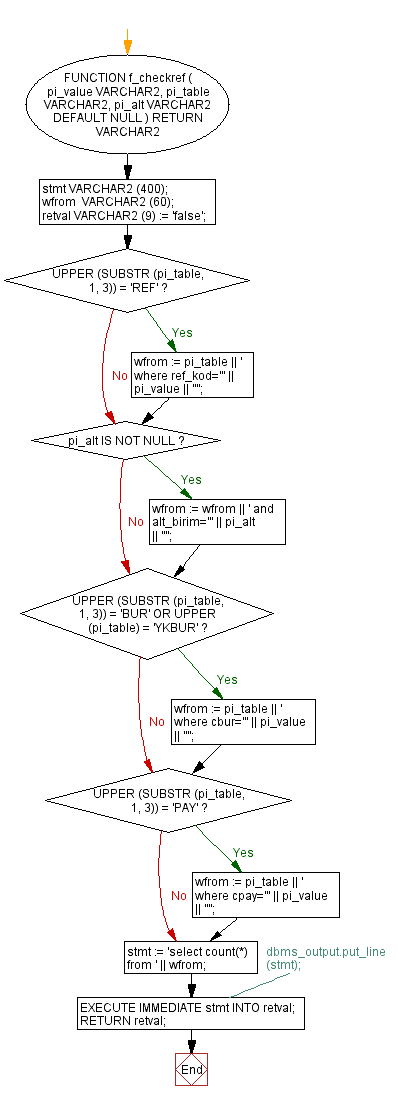 FUNCTION f_checkref (
pi_value VARCHAR2, pi_table
VARCHAR2, pi_alt VARCHAR2
DEFAULT NULL ) RETURN
VARCHAR2
stmt VARCHAR2 (400);
wfrom  VARCHAR2 (60);
retval VARCHAR2 (9) := 'false';
UPPER (SUBSTR (pi_table,
1, 3)) = 'REF' ?
Yes
No
wfrom := pi_table || '
where ref_kod=''' ||
pi_value || '''';
pi_alt IS NOT NULL ?
Yes
No
wfrom := wfrom || ' and
alt_birim=''' || pi_alt
|| '''';
UPPER (SUBSTR (pi_table,
1, 3)) = 'BUR' OR UPPER
(pi_table) = 'YKBUR' ?
Yes
No
wfrom := pi_table || '
where cbur=''' || pi_value
|| '''';
UPPER (SUBSTR (pi_table,
1, 3)) = 'PAY' ?
Yes
No
wfrom := pi_table || '
where cpay=''' || pi_value
|| '''';
stmt := 'select count(*)
from ' || wfrom;
dbms_output.put_line
(stmt);
EXECUTE IMMEDIATE stmt INTO retval;
RETURN retval;
End